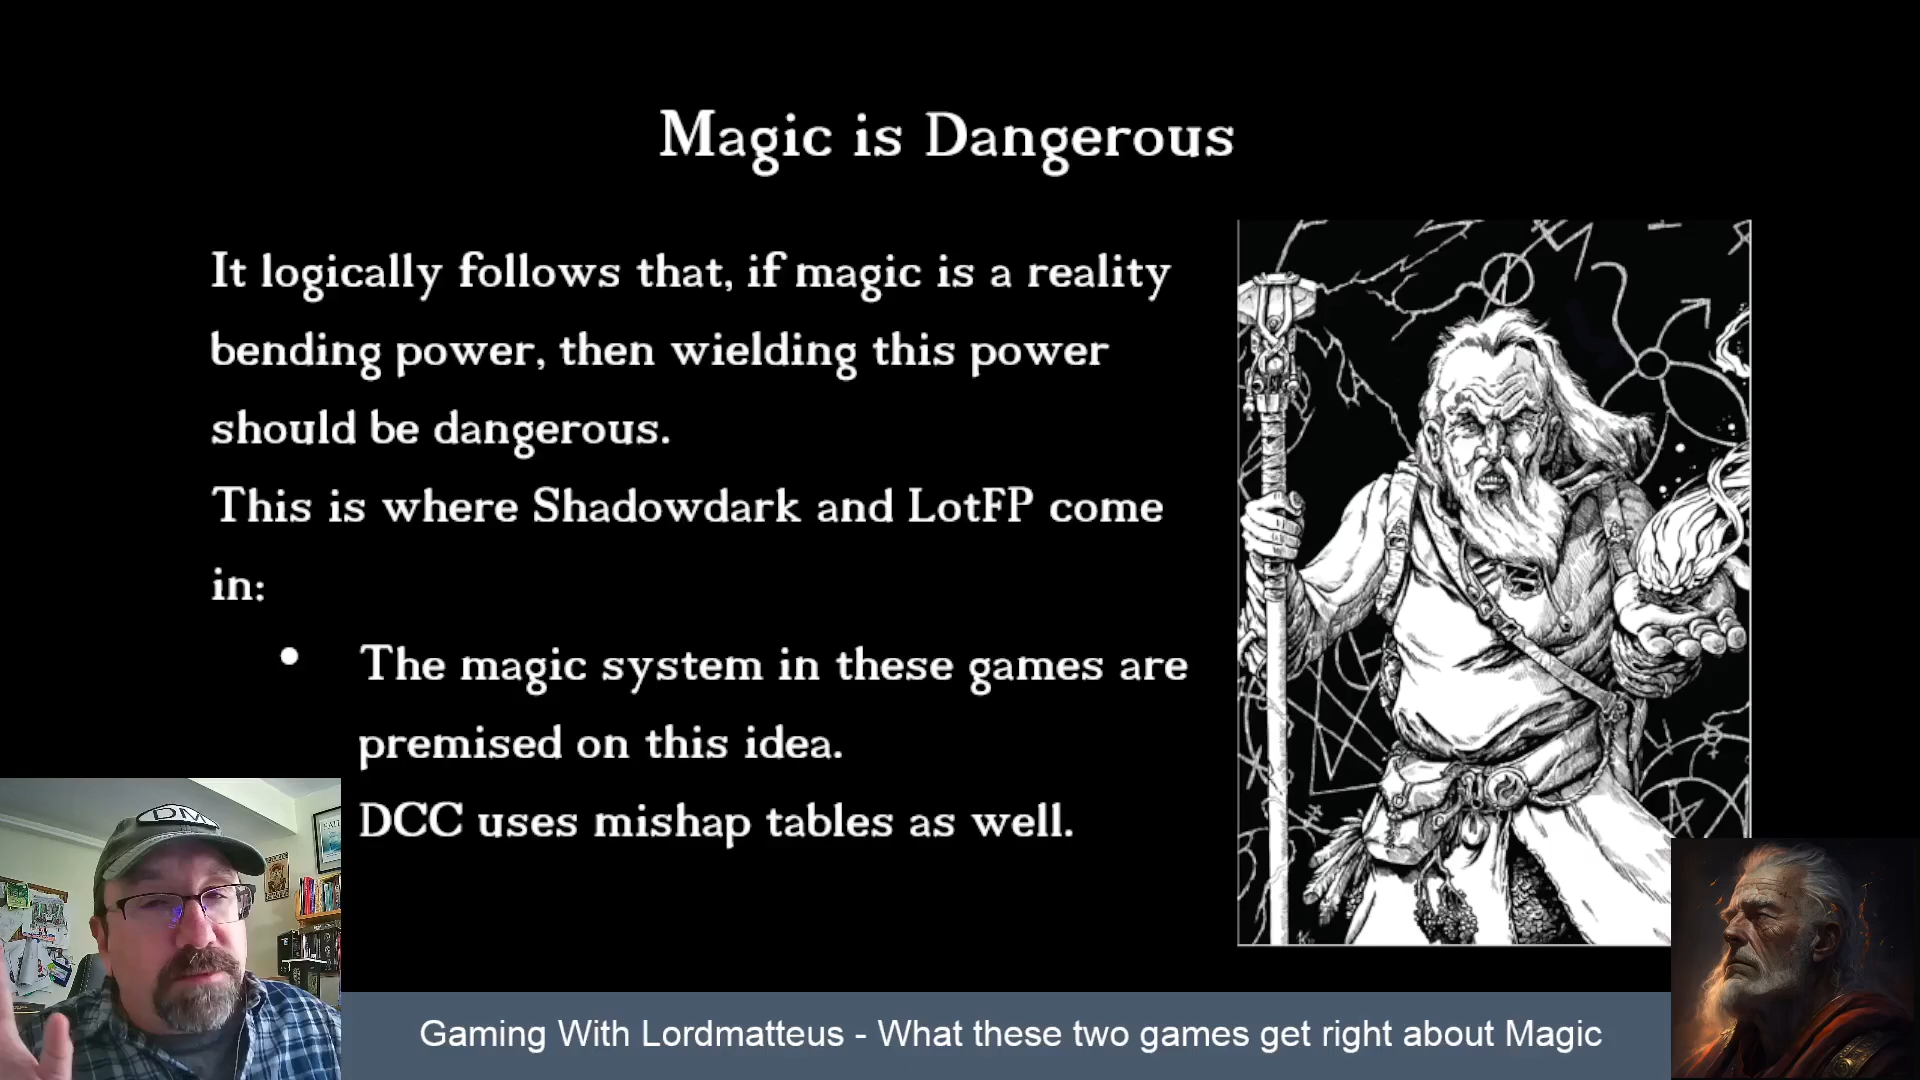 Magic is Dangerous
It logically follows that, if magic is a reality
bending power, then wielding this power
should be dangerous.
This is where Shadowdark and LotFP come
in:
• The magic system in these games are
premised on this idea.
DCC uses mishap tables as well.
DM
Gaming With Lordmatteus - What these two games get right about Magic